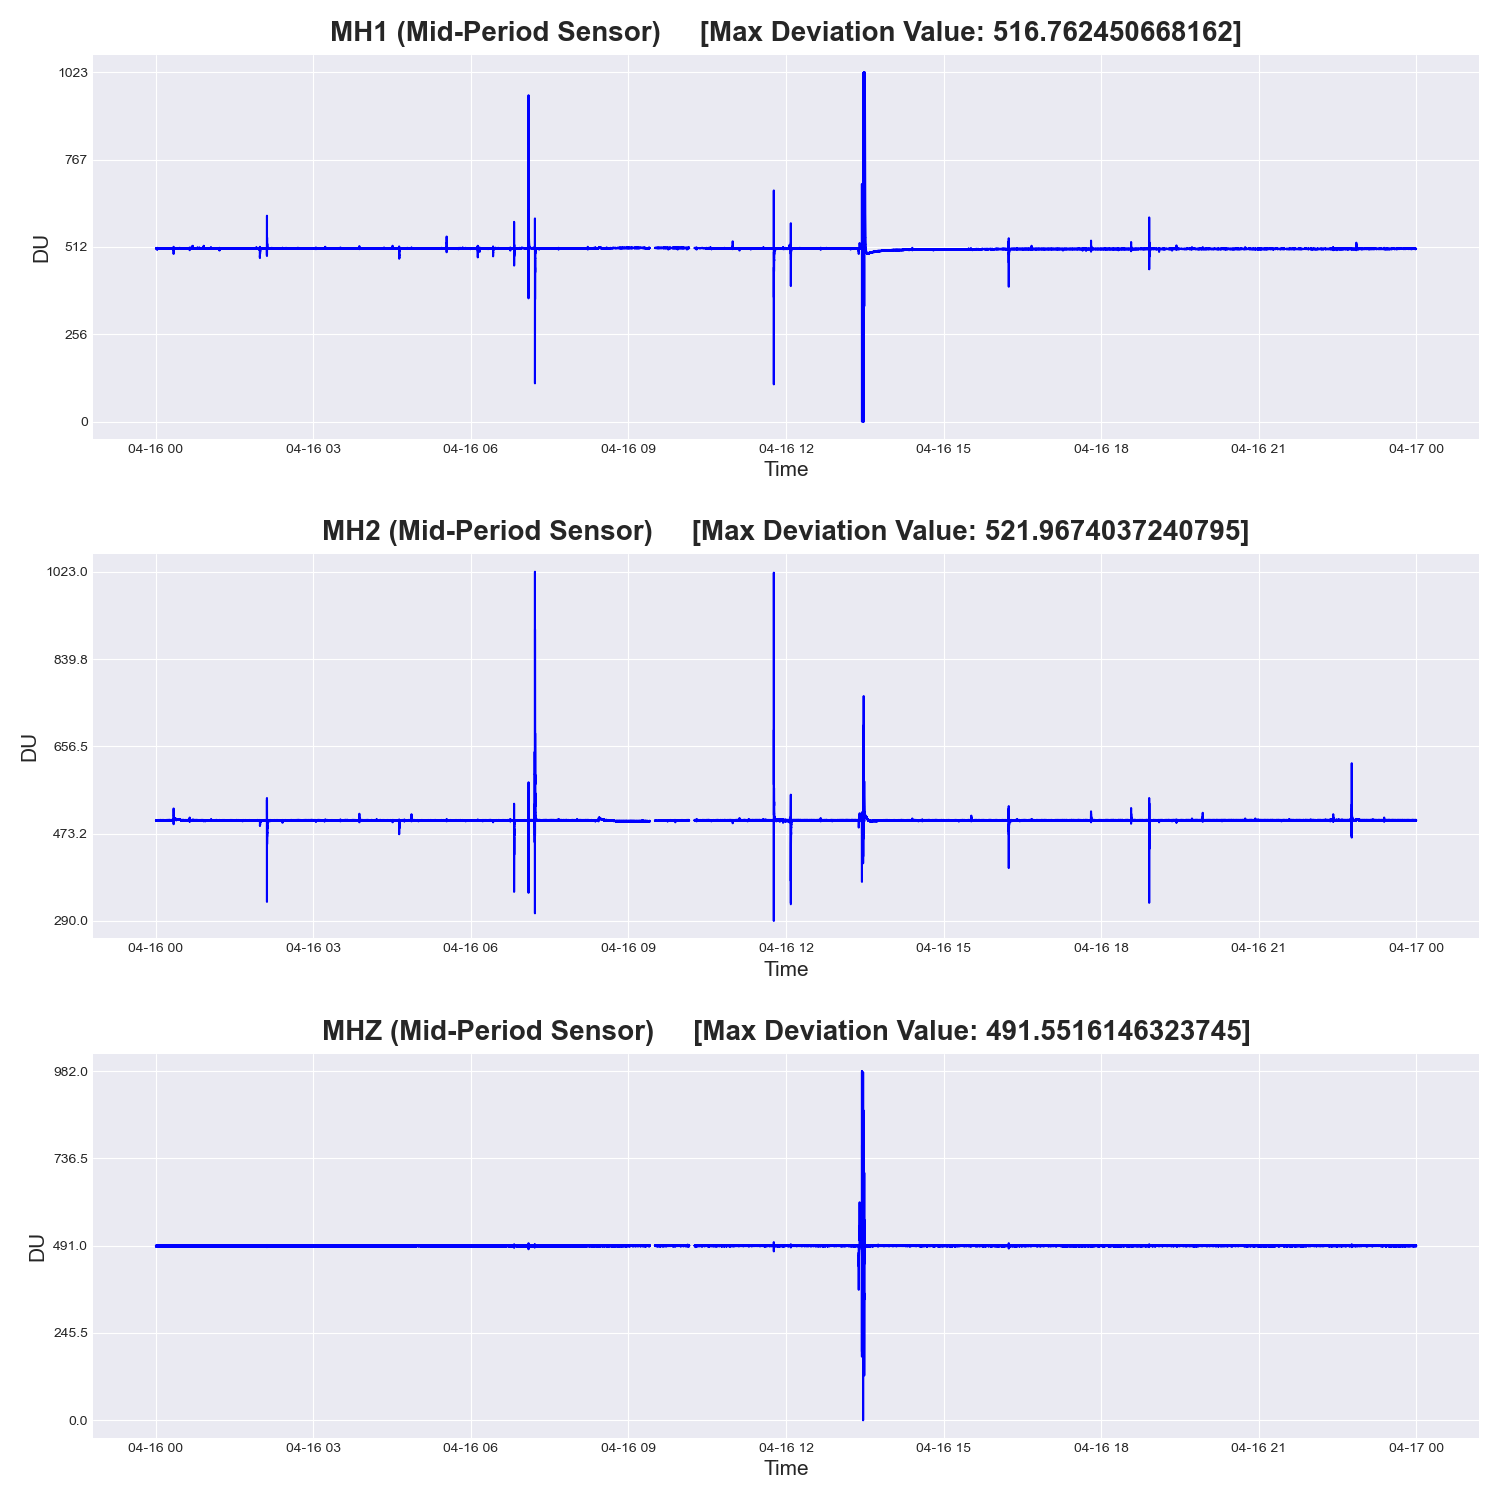 MH1 (Mid-Period Sensor) [Max Deviation Value: 516.762450668162]
1023
767
512
256
0
DU
04-16 00 04-16 03 04-16 06 04-16 09 04-16 12 04-16 15 04-16 18 04-16 21 04-17 00
Time
MH2 (Mid-Period Sensor) [Max Deviation Value: 521.9674037240795]
1023.0
839.8
656.5
473.2
290.0
DU
04-16 00 04-16 03 04-16 06 04-16 09 04-16 12 04-16 15 04-16 18 04-16 21 04-17 00
Time
MHZ (Mid-Period Sensor) [Max Deviation Value: 491.5516146323745]
982.0
736.5
491.0
245.5
0.0
DU
04-16 00 04-16 03 04-16 06 04-16 09 04-16 12 04-16 15 04-16 18 04-16 21 04-17 00
Time